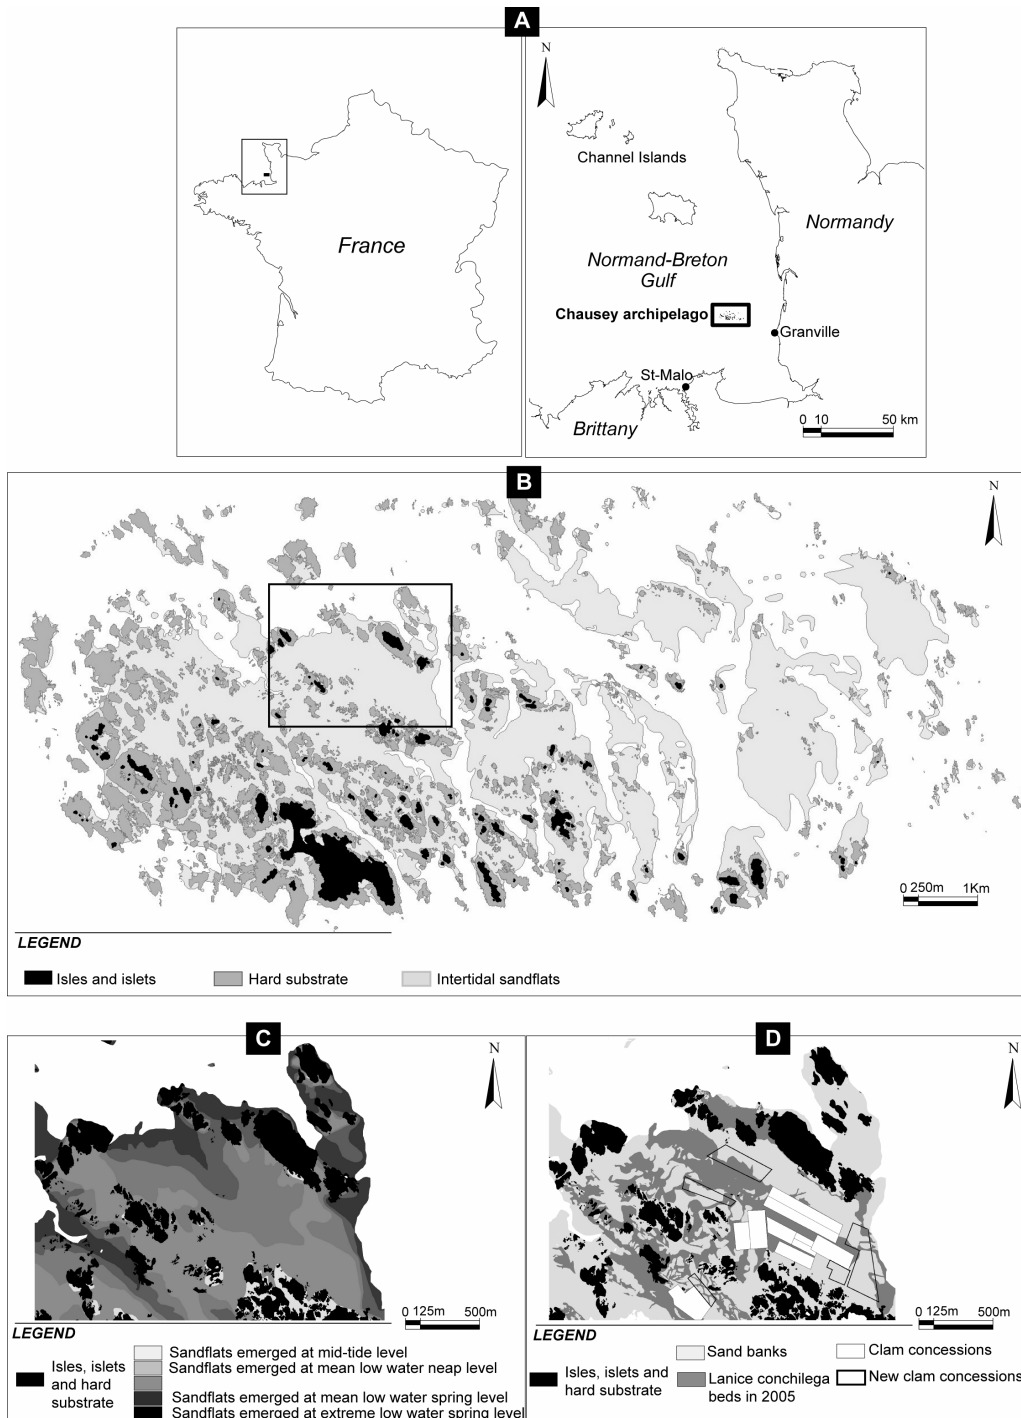 A
N
Channel Islands
Normandy
France
Normand-Breton
Gulf
Chausey archipelago
Granville
St-Malo
Brittany
0 10 50 km
B
N
0 250m 1Km
LEGEND
Isles and islets
Hard substrate
Intertidal sandflats
C
N
0 125m 500m
LEGEND
Isles, islets
and hard
substrate
Sandflats emerged at mid-tide level
Sandflats emerged at mean low water neap level
Sandflats emerged at mean low water spring level
Sandflats emerged at extreme low water spring level
D
N
0 125m 500m
LEGEND
Isles, islets and
hard substrate
Sand banks
Lanice conchilega
beds in 2005
Clam concessions
New clam concessions